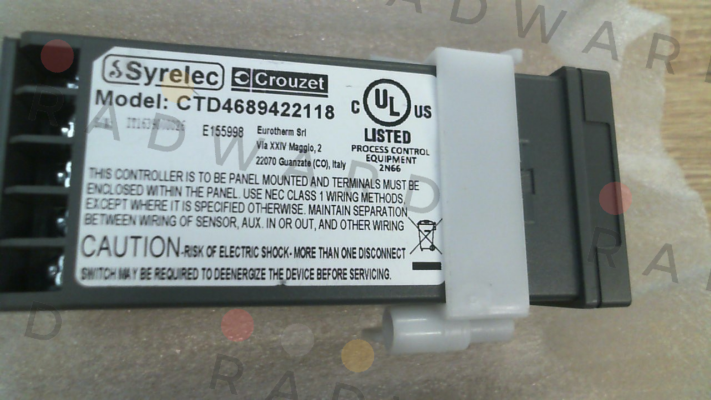 Syrelec Crouzet
Model: CTD4689422118
E155998
Eurotherm Srl
Via XXIV Maggio, 2
22070 Guanzate (CO), Italy
C UL US
LISTED
PROCESS CONTROL
EQUIPMENT
2N66
THIS CONTROLLER IS TO BE PANEL MOUNTED AND TERMINALS MUST BE
ENCLOSED WITHIN THE PANEL. USE NEC CLASS 1 WIRING METHODS,
EXCEPT WHERE IT IS SPECIFIED OTHERWISE. MAINTAIN SEPARATION
BETWEEN WIRING OF SENSOR, AUX. IN OR OUT, AND OTHER WIRING
CAUTION -RISK OF ELECTRIC SHOCK- MORE THAN ONE DISCONNECT
SWITCH MAY BE REQUIRED TO DEENERGIZE THE DEVICE BEFORE SERVICING.
RADWARD
RADWARD
RADWARD